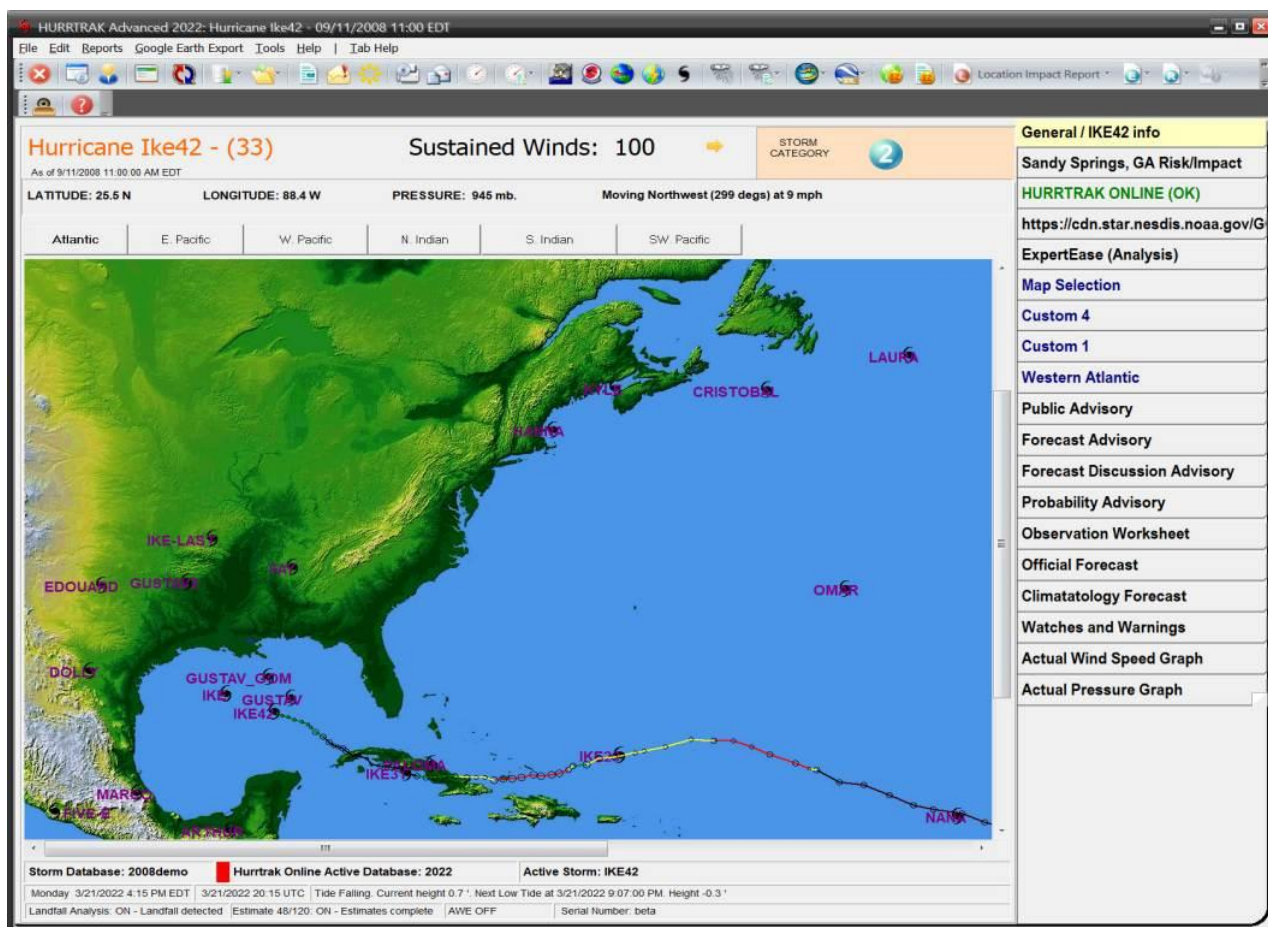 HURRTRAK Advanced 2022: Hurricane Ike42 - 09/11/2008 11:00 EDT
File Edit Reports Google Earth Export Tools Help | Tab Help
Location Impact Report
Hurricane Ike42 - (33)
Sustained Winds: 100
STORM CATEGORY
2
As of 9/11/2008 11:00:00 AM EDT
LATITUDE: 25.5 N LONGITUDE: 88.4 W PRESSURE: 945 mb. Moving Northwest (299 degs) at 9 mph
Atlantic E. Pacific W. Pacific N. Indian S. Indian SW. Pacific
LAURA
KYLE
CRISTOBAL
HANNA
IKE-LAST
FAY
EDOUARD
GUSTAV
OMAR
DOLLY
GUSTAV_GOM
IKE
GUSTAV
IKE42
PALOMA
IKE
MARCO
FIVE-E
NANA
ARTHUR
General / IKE42 info
Sandy Springs, GA Risk/Impact
HURRTRAK ONLINE (OK)
https://cdn.star.nesdis.noaa.gov/G
ExpertEase (Analysis)
Map Selection
Custom 4
Custom 1
Western Atlantic
Public Advisory
Forecast Advisory
Forecast Discussion Advisory
Probability Advisory
Observation Worksheet
Official Forecast
Climatatology Forecast
Watches and Warnings
Actual Wind Speed Graph
Actual Pressure Graph
Storm Database: 2008demo Hurrtrak Online Active Database: 2022 Active Storm: IKE42
Monday 3/21/2022 4:15 PM EDT 3/21/2022 20:15 UTC Tide Falling. Current height 0.7 '. Next Low Tide at 3/21/2022 9:07:00 PM. Height -0.3 '
Landfall Analysis: ON - Landfall detected Estimate 48/120: ON - Estimates complete AWE OFF Serial Number: beta